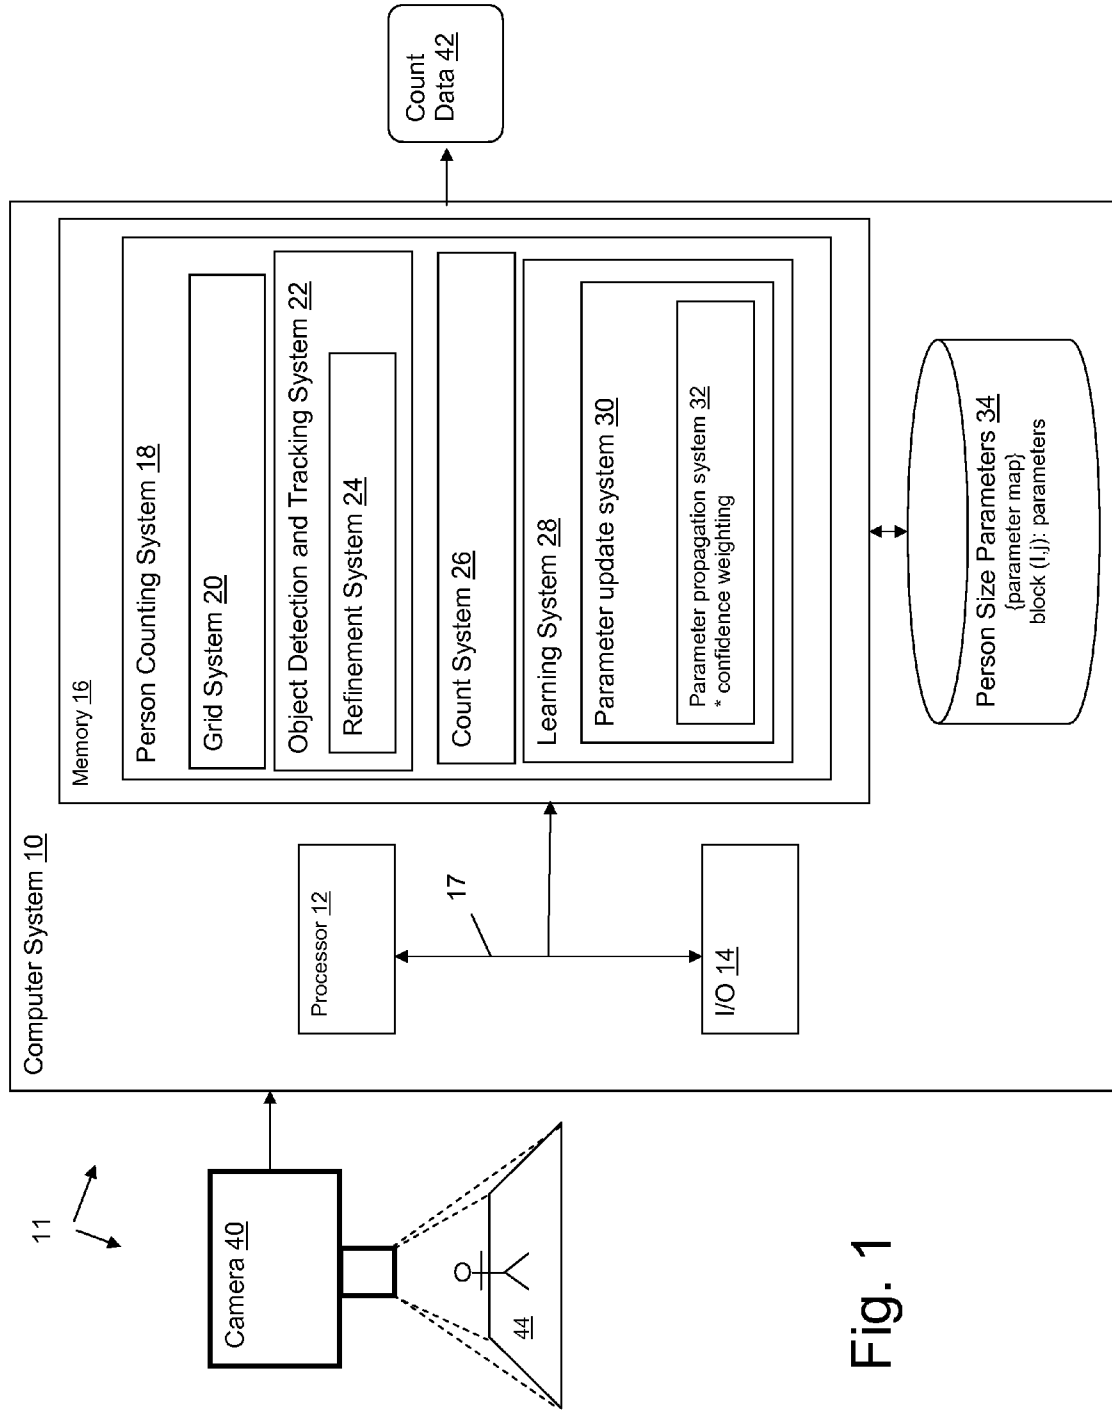 11
Camera 40
44
Computer System 10
Processor 12
17
I/O 14
Memory 16
Person Counting System 18
Grid System 20
Object Detection and Tracking System 22
Refinement System 24
Count System 26
Learning System 28
Parameter update system 30
Parameter propagation system 32
* confidence weighting
Person Size Parameters 34
{parameter map}
block (I,j): parameters
Count
Data 42
Fig. 1